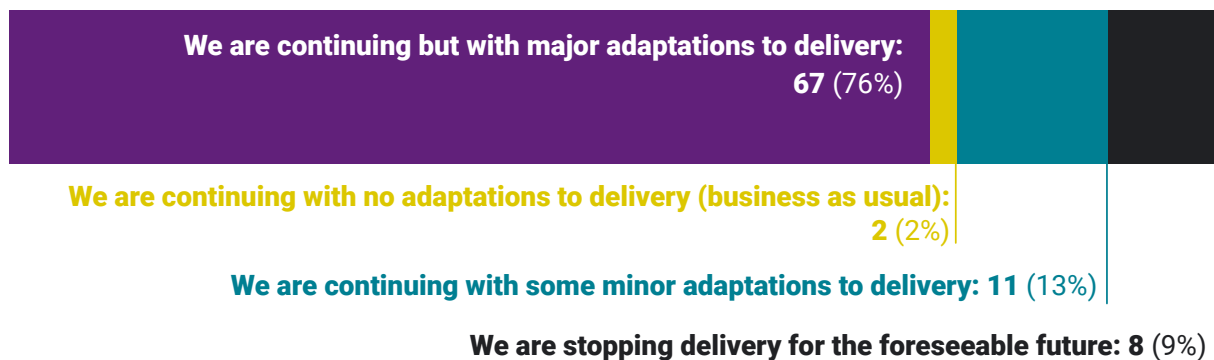 We are continuing but with major adaptations to delivery:
67 (76%)
We are continuing with no adaptations to delivery (business as usual):
2 (2%)
We are continuing with some minor adaptations to delivery: 11 (13%)
We are stopping delivery for the foreseeable future: 8 (9%)